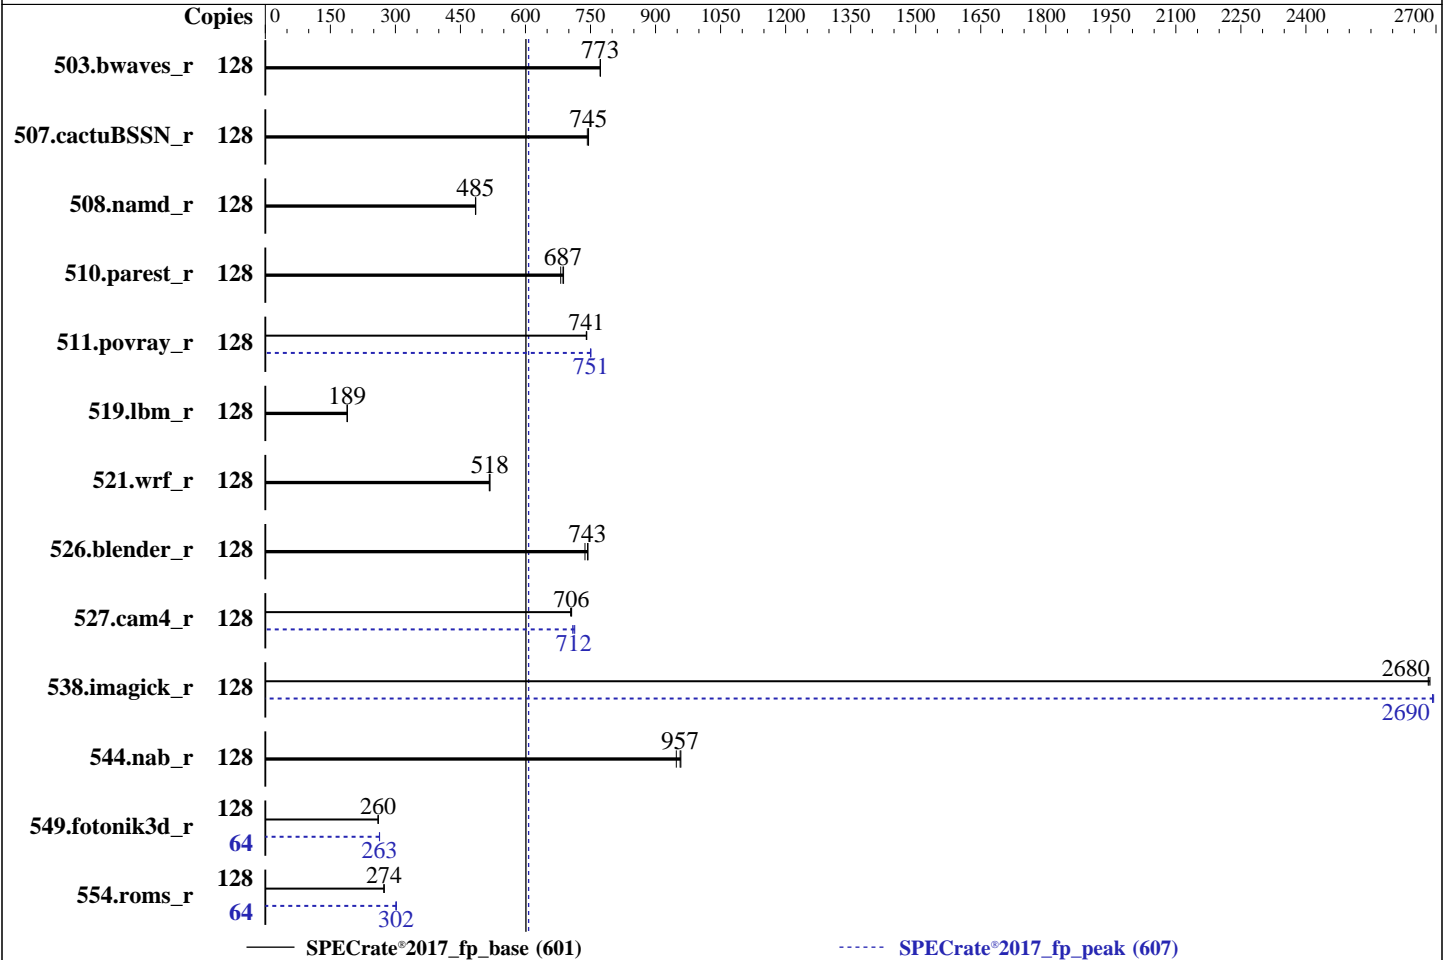 Copies 0 150 300 450 600 750 900 1050 1200 1350 1500 1650 1800 1950 2100 2250 2400 2700
773
503.bwaves_r 128
745
507.cactuBSSN_r 128
485
508.namd_r 128
687
510.parest_r 128
741
511.povray_r 128
751
189
519.lbm_r 128
518
521.wrf_r 128
743
526.blender_r 128
706
527.cam4_r 128
712
2680
538.imagick_r 128
2690
957
544.nab_r 128
128 260
549.fotonik3d_r
64 263
128 274
554.roms_r
64 302
SPECrate®2017_fp_base (601) SPECrate®2017_fp_peak (607)